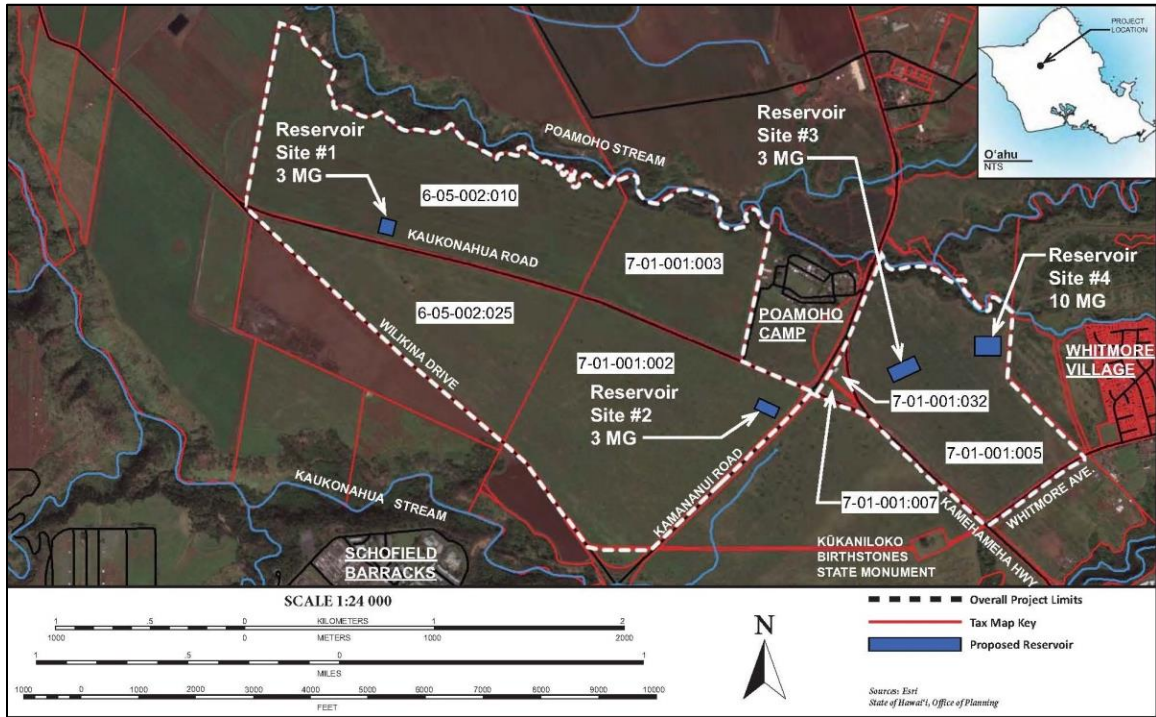 PROJECT
LOCATION
O'ahu
NTS
Reservoir
Site #1
3 MG
POAMOHO STREAM
Reservoir
Site #3
3 MG
6-05-002:010
KAUKONAHUA ROAD
7-01-001:003
Reservoir
Site #4
10 MG
POAMOHO
CAMP
WHITMORE
VILLAGE
6-05-002:025
WILIKINA DRIVE
7-01-001:002
Reservoir
Site #2
3 MG
7-01-001:032
7-01-001:005
7-01-001:007
KAUKONAHUA
STREAM
KAMANANUI ROAD
KAMEHAMEHA HWY
WHITMORE AVE.
SCHOFIELD
BARRACKS
KŪKANILOKO
BIRTHSTONES
STATE MONUMENT
SCALE 1:24 000
1 .5 0 KILOMETERS 1 2
1000 0 METERS 1000 2000
1 .5 0 1
MILES
1000 0 1000 2000 3000 4000 5000 6000 7000 8000 9000 10000
FEET
N
Overall Project Limits
Tax Map Key
Proposed Reservoir
Sources: Esri
State of Hawai'i, Office of Planning